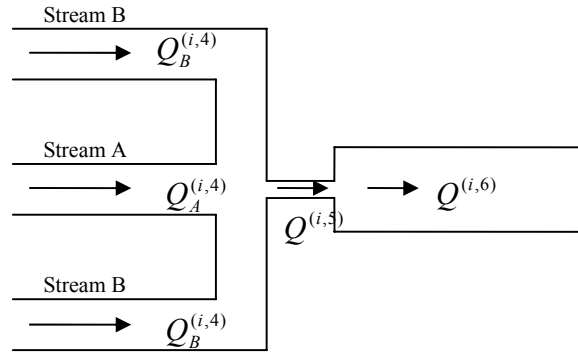 Stream B
Q_B^{(i,4)}
Stream A
Q_A^{(i,4)}
Q^{(i,5)}
Q^{(i,6)}
Stream B
Q_B^{(i,4)}